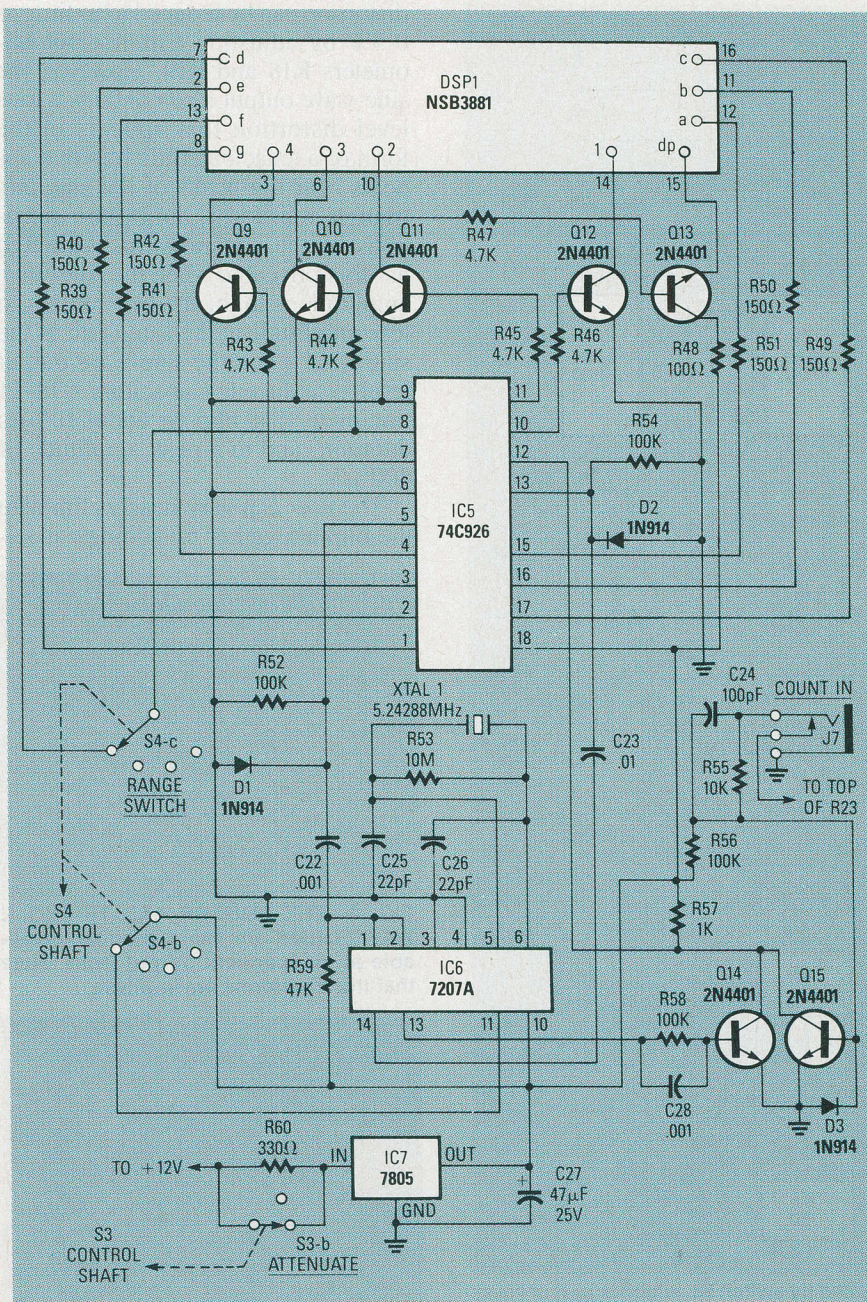 DSP1
NSB3881
7
d
2
e
13
f
8
g
4
3
2
1
dp
c
16
b
11
a
12
3
6
10
14
15
R47
4.7K
Q9
2N4401
Q10
2N4401
Q11
2N4401
Q12
2N4401
Q13
2N4401
R40
150Ω
R42
150Ω
R39
150Ω
R41
150Ω
R50
150Ω
R43
4.7K
R44
4.7K
R45
4.7K
R46
4.7K
R48
100Ω
R51
150Ω
R49
150Ω
9
8
7
6
5
4
3
2
1
IC5
74C926
11
10
12
13
15
16
17
18
R54
100K
D2
1N914
R52
100K
XTAL 1
5.24288MHz
R53
10M
C24
100pF
COUNT IN
J7
S4-c
RANGE
SWITCH
D1
1N914
C23
.01
R55
10K
TO TOP
OF R23
C22
.001
C25
22pF
C26
22pF
R56
100K
S4
CONTROL
SHAFT
S4-b
R57
1K
R59
47K
1
2
3
4
5
6
IC6
7207A
14
13
11
10
Q14
2N4401
Q15
2N4401
R58
100K
C28
.001
D3
1N914
R60
330Ω
TO +12V
IN
IC7
7805
OUT
GND
C27
+
47µF
25V
S3-b
ATTENUATE
S3
CONTROL
SHAFT